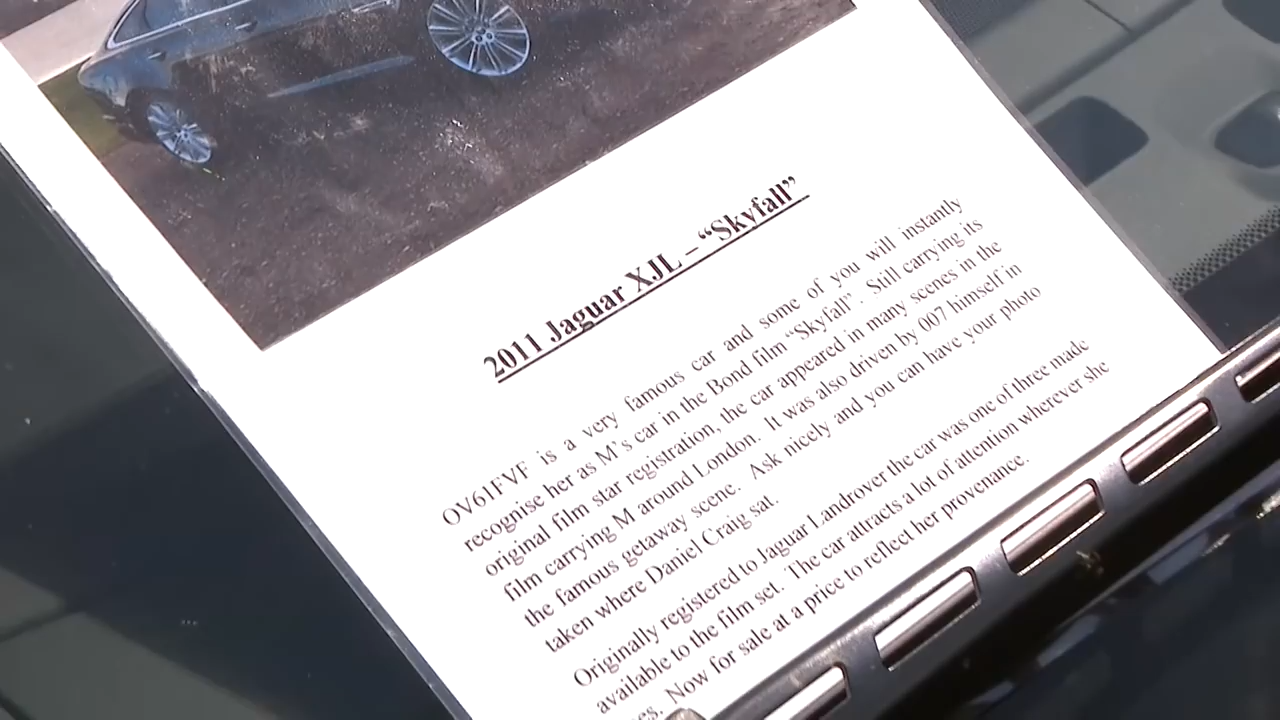 2011 Jaguar XJL – “Skyfall”
OV61FVF is a very famous car and some of you will instantly
recognise her as M’s car in the Bond film “Skyfall”. Still carrying its
original film star registration, the car appeared in many scenes in the
film carrying M around London. It was also driven by 007 himself in
the famous getaway scene. Ask nicely and you can have your photo
taken where Daniel Craig sat.
Originally registered to Jaguar Landrover the car was one of three made
available to the film set. The car attracts a lot of attention wherever she
Now for sale at a price to reflect her provenance.